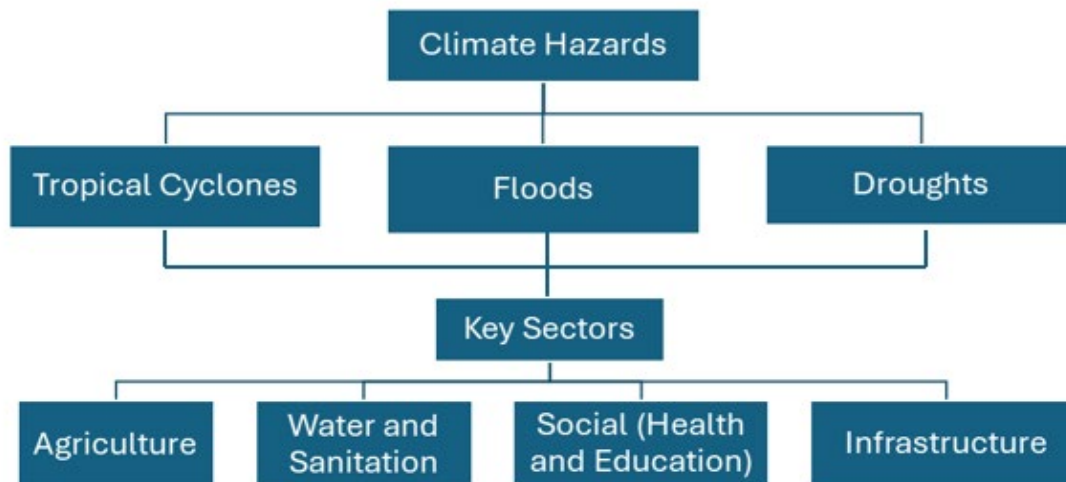 Climate Hazards
Tropical Cyclones
Floods
Droughts
Key Sectors
Agriculture
Water and
Sanitation
Social (Health
and Education)
Infrastructure